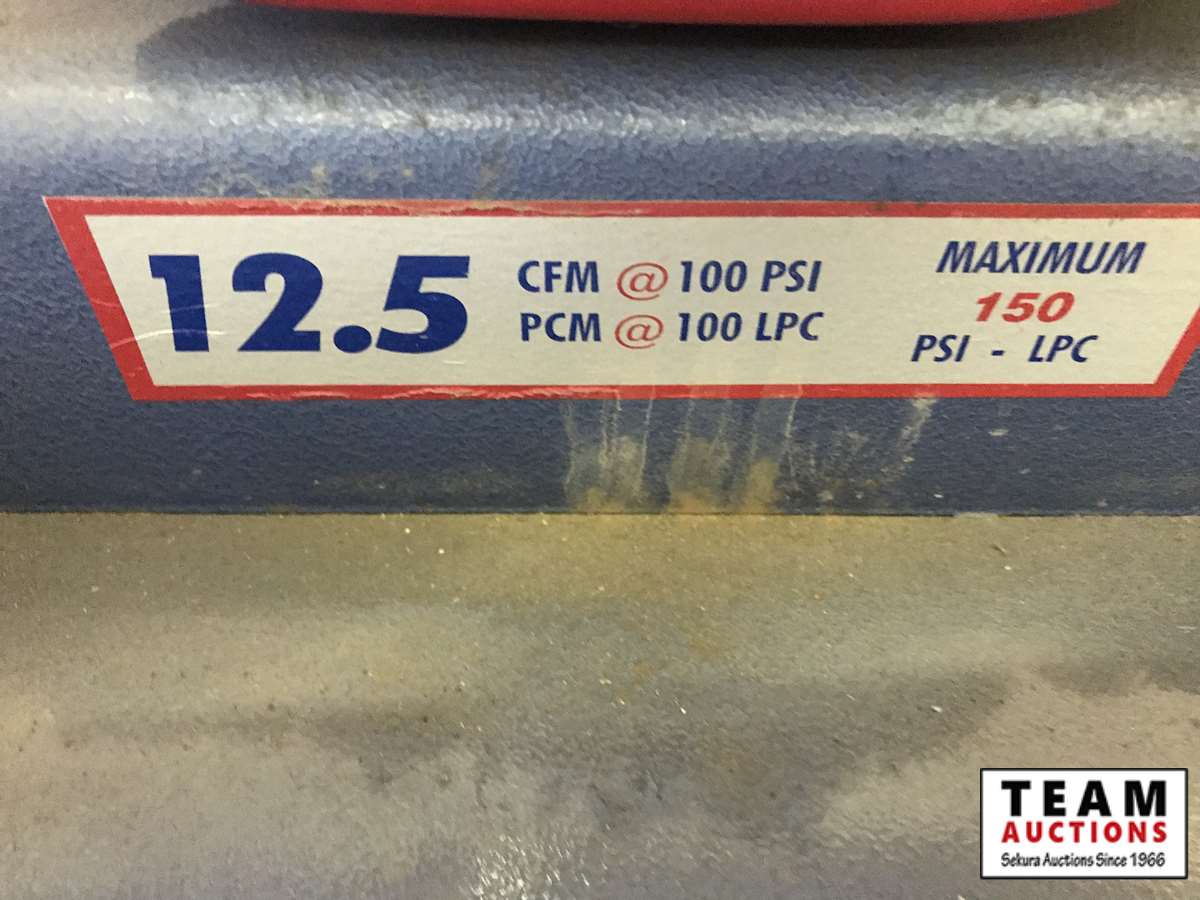 12.5
CFM @ 100 PSI
PCM @ 100 LPC
MAXIMUM
150
PSI - LPC
TEAM
AUCTIONS
Sekura Auctions Since 1966